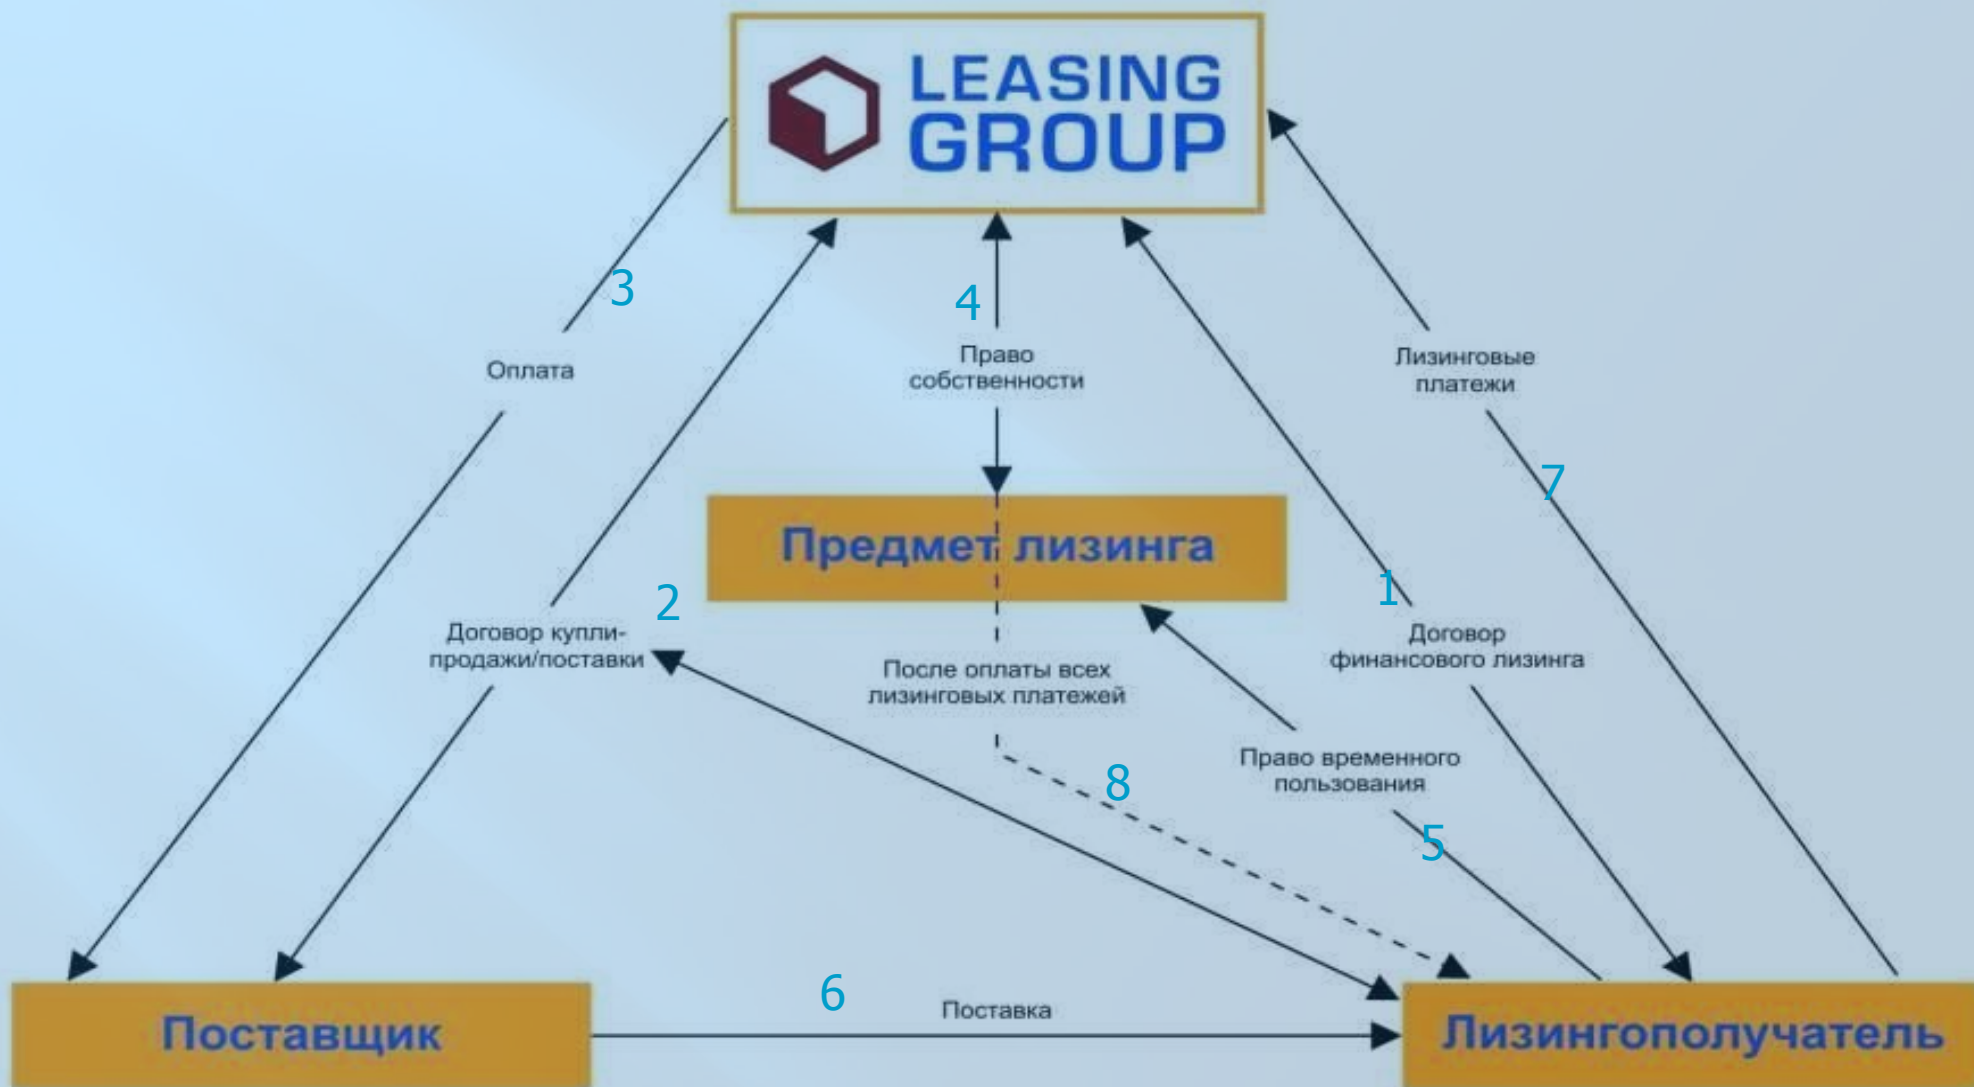 LEASING
GROUP
3
4
Оплата
Право
собственности
Лизинговые
платежи
7
Предмет лизинга
2
1
Договор купли-
продажи/поставки
Договор
финансового лизинга
После оплаты всех
лизинговых платежей
Право временного
пользования
8
5
6
Поставка
Поставщик
Лизингополучатель